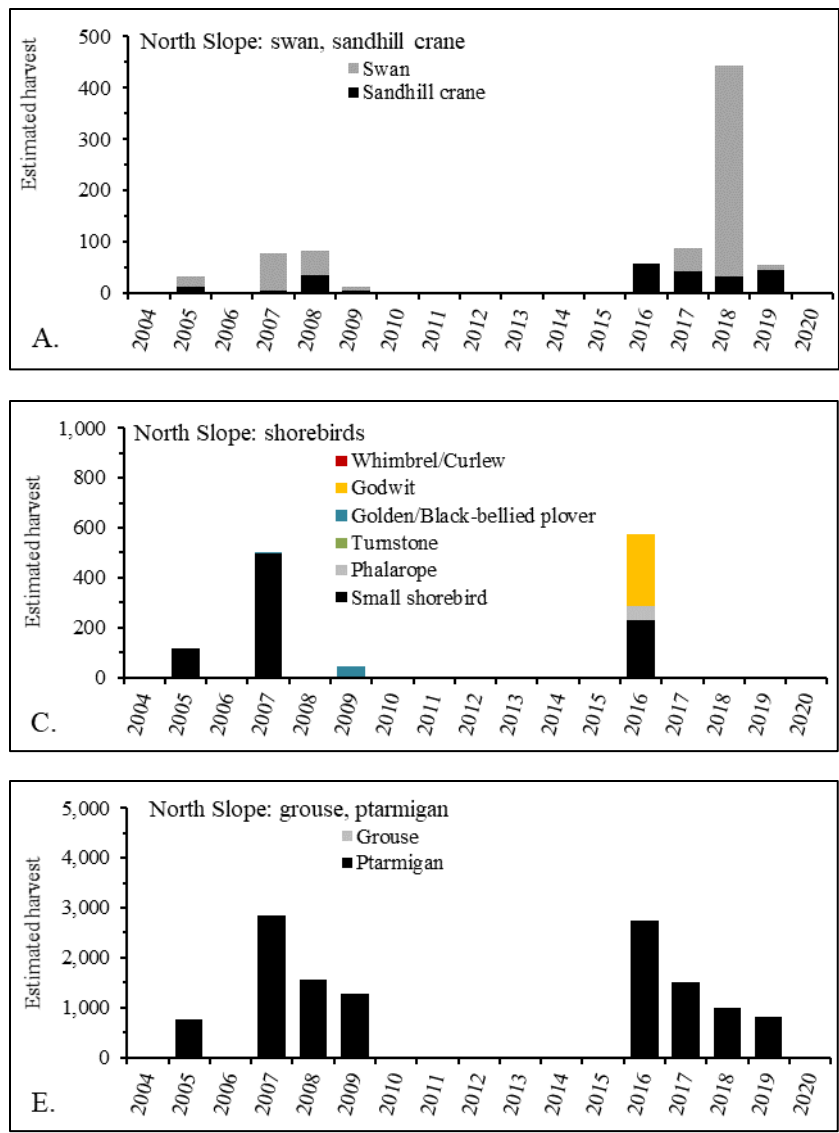 North Slope: swan, sandhill crane
Swan
Sandhill crane
Estimated harvest
500
400
300
200
100
0
2004 2005 2006 2007 2008 2009 2010 2011 2012 2013 2014 2015 2016 2017 2018 2019 2020
A.
North Slope: shorebirds
Whimbrel/Curlew
Godwit
Golden/Black-bellied plover
Turnstone
Phalarope
Small shorebird
Estimated harvest
1,000
800
600
400
200
0
2004 2005 2006 2007 2008 2009 2010 2011 2012 2013 2014 2015 2016 2017 2018 2019 2020
C.
North Slope: grouse, ptarmigan
Grouse
Ptarmigan
Estimated harvest
5,000
4,000
3,000
2,000
1,000
0
2004 2005 2006 2007 2008 2009 2010 2011 2012 2013 2014 2015 2016 2017 2018 2019 2020
E.